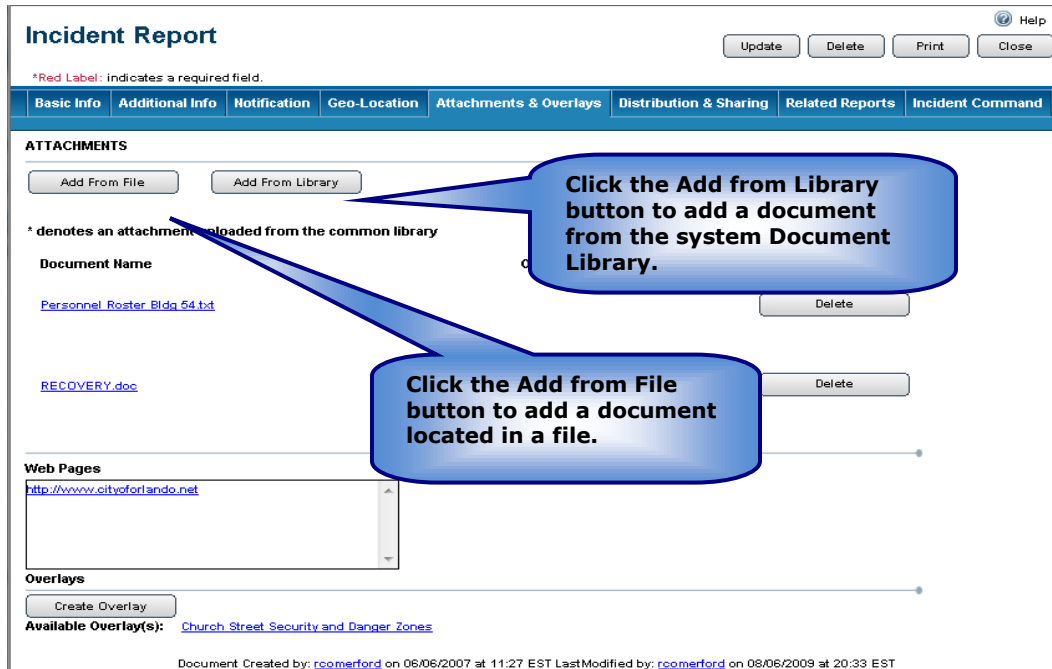 Help
Incident Report
Update Delete Print Close
*Red Label: indicates a required field.
Basic Info Additional Info Notification Geo-Location Attachments & Overlays Distribution & Sharing Related Reports Incident Command
ATTACHMENTS
Add From File Add From Library
Click the Add from Library
button to add a document
from the system Document
Library.
* denotes an attachment uploaded from the common library
Document Name
Personnel Roster Bldg 54.txt Delete
RECOVERY.doc Delete
Click the Add from File
button to add a document
located in a file.
Web Pages
http://www.cityoforlando.net
Overlays
Create Overlay
Available Overlay(s): Church Street Security and Danger Zones
Document Created by: rcomerford on 06/06/2007 at 11:27 EST LastModified by: rcomerford on 08/06/2009 at 20:33 EST